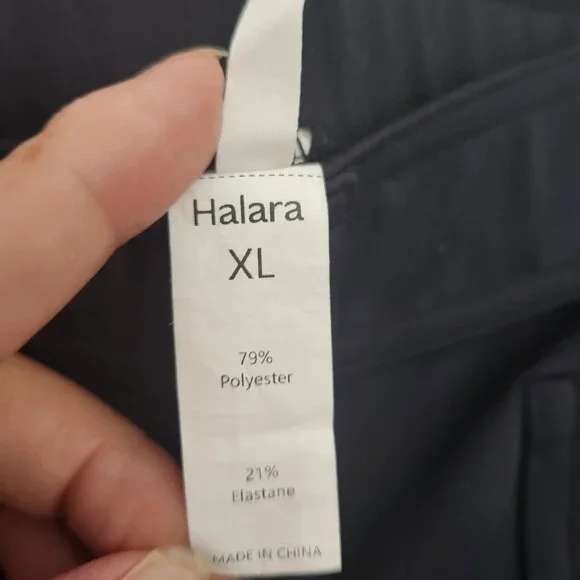 Halara
XL
79%
Polyester
21%
Elastane
MADE IN CHINA